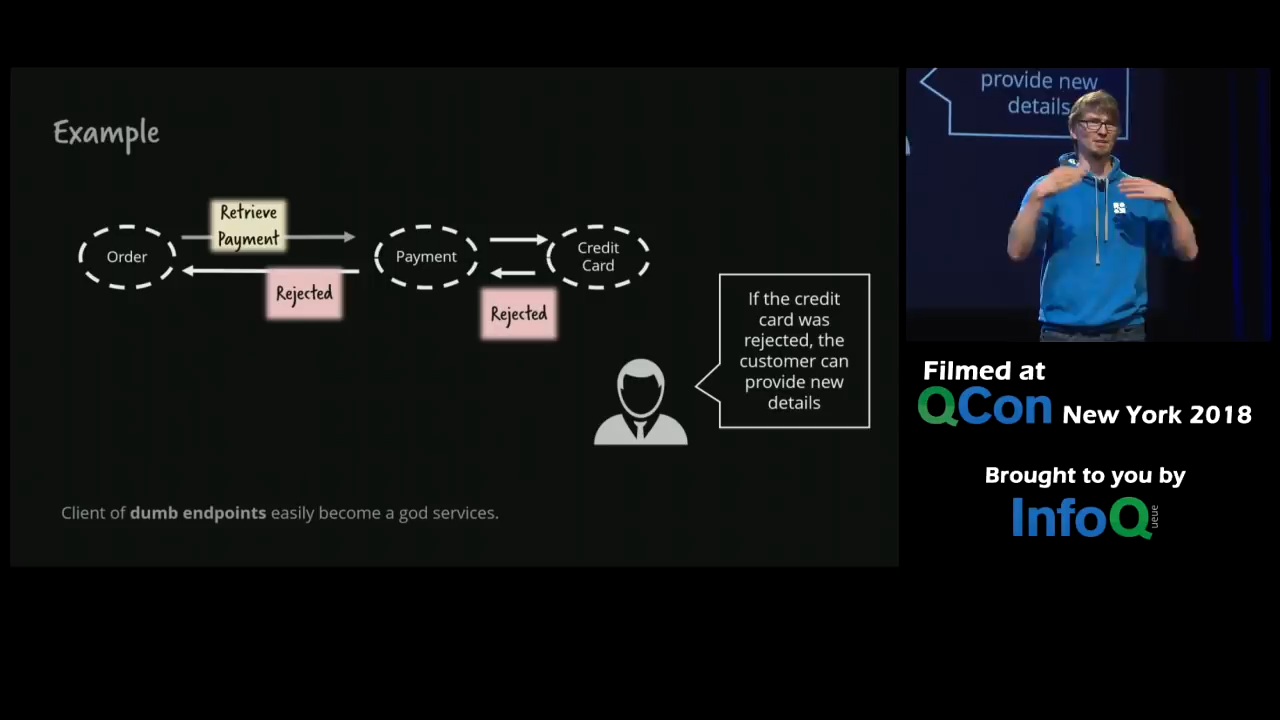 Example
Retrieve
Payment
Order
Payment
Credit
Card
Rejected
Rejected
If the credit
card was
rejected, the
customer can
provide new
details
Client of dumb endpoints easily become a god services.
provide new
details
Filmed at
QCon New York 2018
Brought to you by
InfoQ
ueue